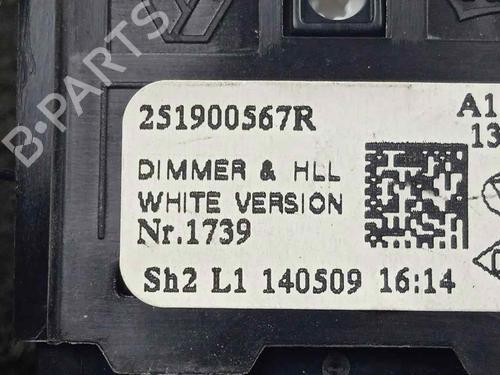 B-PARTS
251900567R
A1
13
DIMMER & HLL
WHITE VERSION
Nr.1739
Sh2 L1 140509 16:14